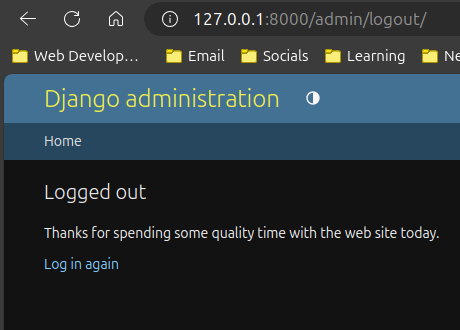 127.0.0.1:8000/admin/logout/
Web Develop... Email Socials Learning Ne
Django administration
Home
Logged out
Thanks for spending some quality time with the web site today.
Log in again